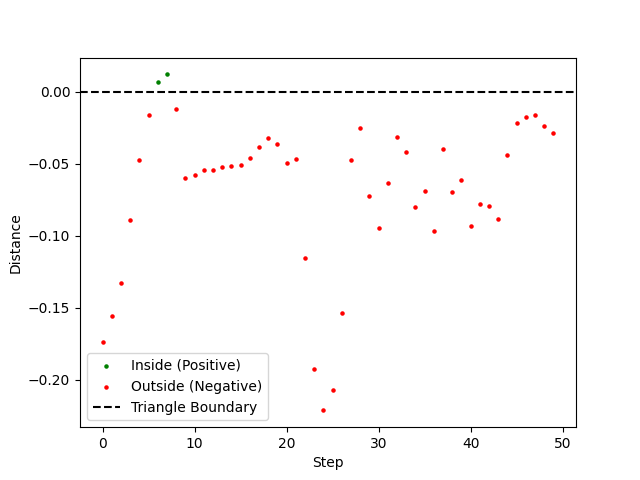 0.00
−0.05
−0.10
−0.15
−0.20
Distance
Inside (Positive)
Outside (Negative)
Triangle Boundary
0 10 20 30 40 50
Step